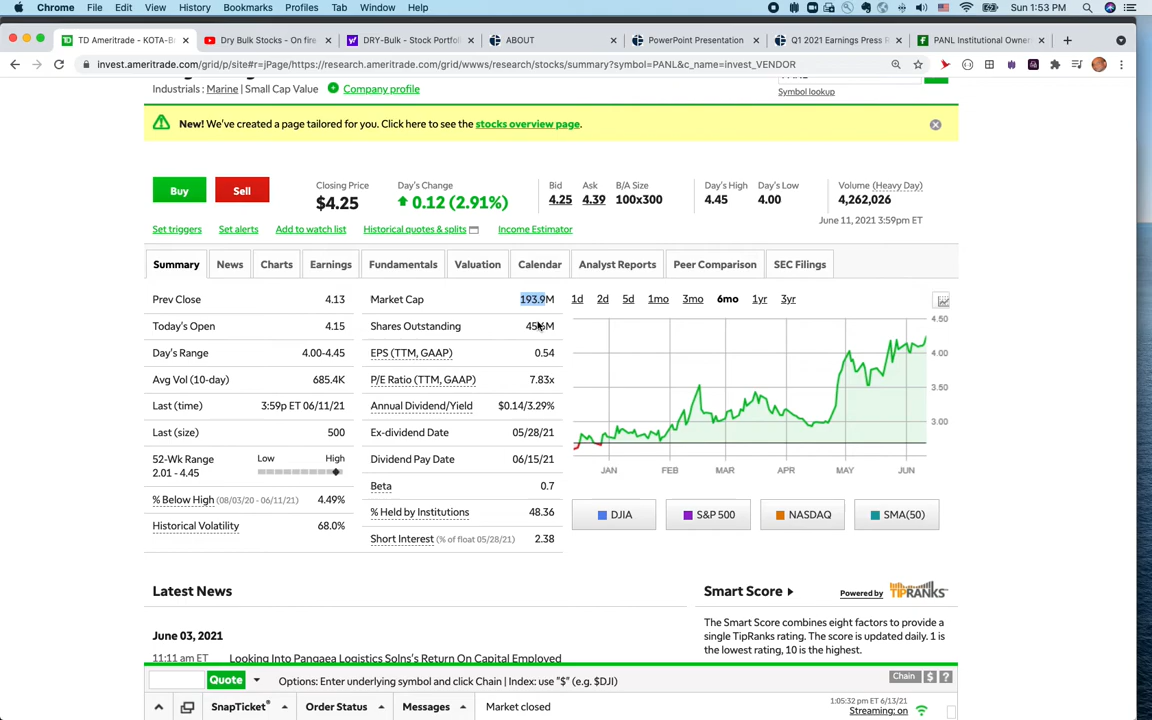 Chrome File Edit View History Bookmarks Profiles Tab Window Help Sun 1:53 PM
TD Ameritrade - KOTA-B Dry Bulk Stocks - On fire DRY-Bulk - Stock Portfol ABOUT PowerPoint Presentation Q1 2021 Earnings Press R PANL Institutional Owner
invest.ameritrade.com/grid/p/site#r=jPage/https://research.ameritrade.com/grid/wwws/research/stocks/summary?symbol=PANL&c_name=invest_VENDOR
Industrials : Marine | Small Cap Value Company profile
Symbol lookup
New! We've created a page tailored for you. Click here to see the stocks overview page.
Buy Sell
Closing Price Day's Change Bid Ask B/A Size Day's High Day's Low Volume (Heavy Day)
$4.25 0.12 (2.91%) 4.25 4.39 100x300 4.45 4.00 4,262,026
June 11, 2021 3:59pm ET
Set triggers Set alerts Add to watch list Historical quotes & splits Income Estimator
Summary News Charts Earnings Fundamentals Valuation Calendar Analyst Reports Peer Comparison SEC Filings
Prev Close 4.13
Today's Open 4.15
Day's Range 4.00-4.45
Avg Vol (10-day) 685.4K
Last (time) 3:59p ET 06/11/21
Last (size) 500
52-Wk Range Low High
2.01 - 4.45
% Below High (08/03/20 - 06/11/21) 4.49%
Historical Volatility 68.0%
Market Cap 193.9M
Shares Outstanding
EPS (TTM, GAAP) 0.54
P/E Ratio (TTM, GAAP) 7.83x
Annual Dividend/Yield $0.14/3.29%
Ex-dividend Date 05/28/21
Dividend Pay Date 06/15/21
Beta 0.7
% Held by Institutions 48.36
Short Interest (% of float 05/28/21) 2.38
1d 2d 5d 1mo 3mo 6mo 1yr 3yr
4.50
4.00
3.50
3.00
JAN FEB MAR APR MAY JUN
DJIA S&P 500 NASDAQ SMA(50)
Latest News
June 03, 2021
11:11 am ET Looking Into Pangaea Logistics Solns's Return On Capital Employed
Smart Score Powered by TIPRANKS
The Smart Score combines eight factors to provide a
single TipRanks rating. The score is updated daily. 1 is
the lowest rating, 10 is the highest.
Quote Options: Enter underlying symbol and click Chain | Index: use "$" (e.g. $DJI) Chain $ ?
SnapTicket® Order Status Messages Market closed
1:05:32 pm ET 6/13/21
Streaming: on